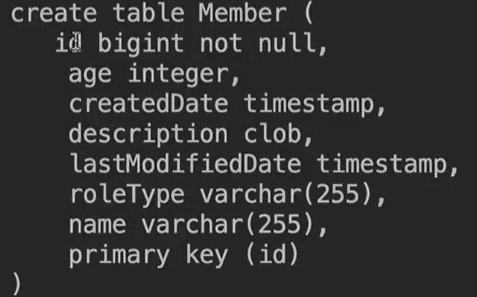 create table Member (
id bigint not null,
age integer,
createdDate timestamp,
description clob,
lastModifiedDate timestamp,
roleType varchar(255),
name varchar(255),
primary key (id)
)